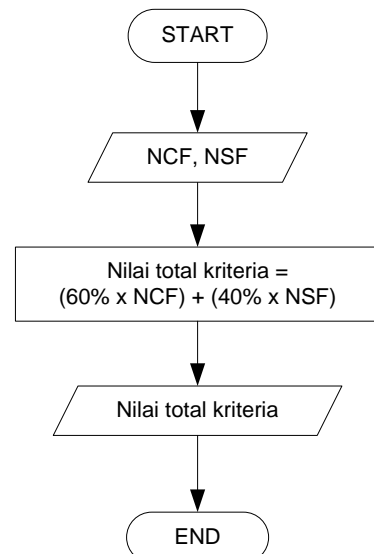 START
NCF, NSF
Nilai total kriteria =
(60% x NCF) + (40% x NSF)
Nilai total kriteria
END